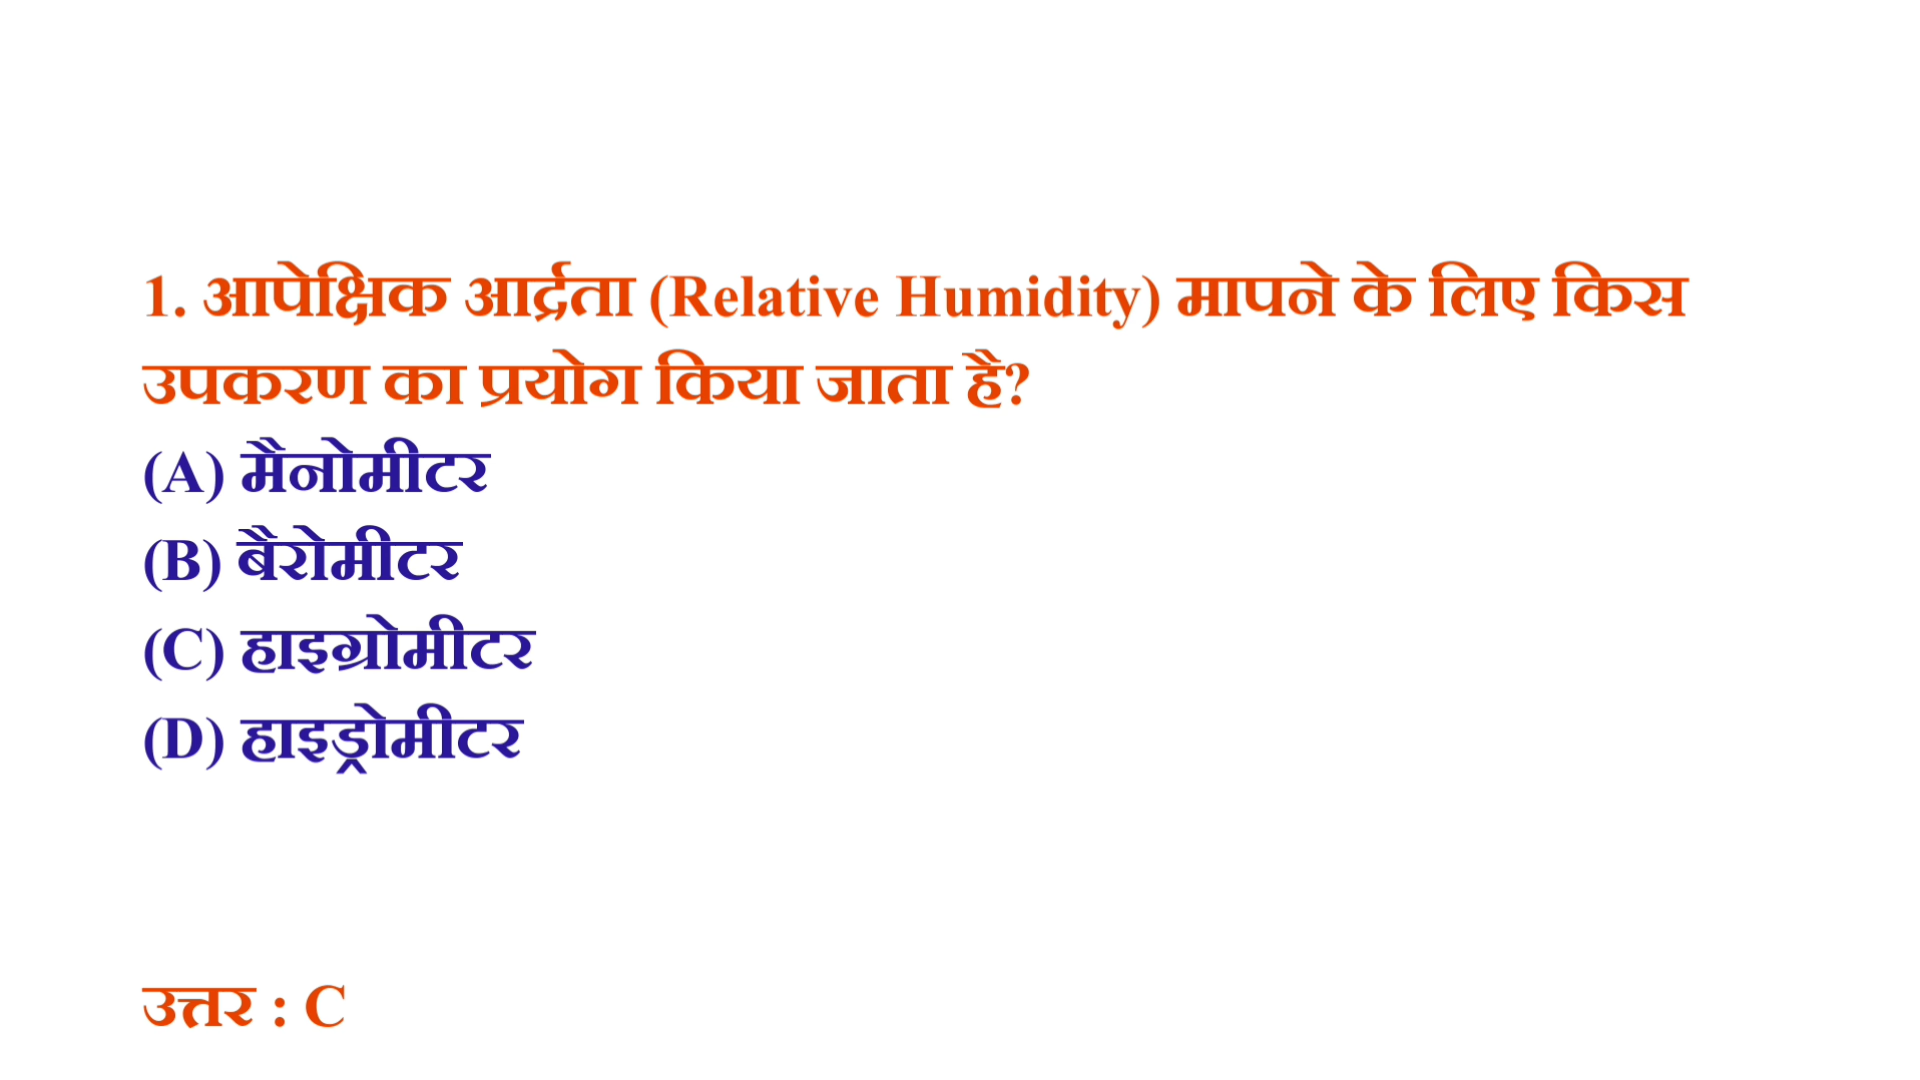 1. आपेक्षिक आर्द्रता (Relative Humidity) मापने के लिए किस
उपकरण का प्रयोग किया जाता है?
(A) मैनोमीटर
(B) बैरोमीटर
(C) हाइग्रोमीटर
(D) हाइड्रोमीटर
उत्तर : C